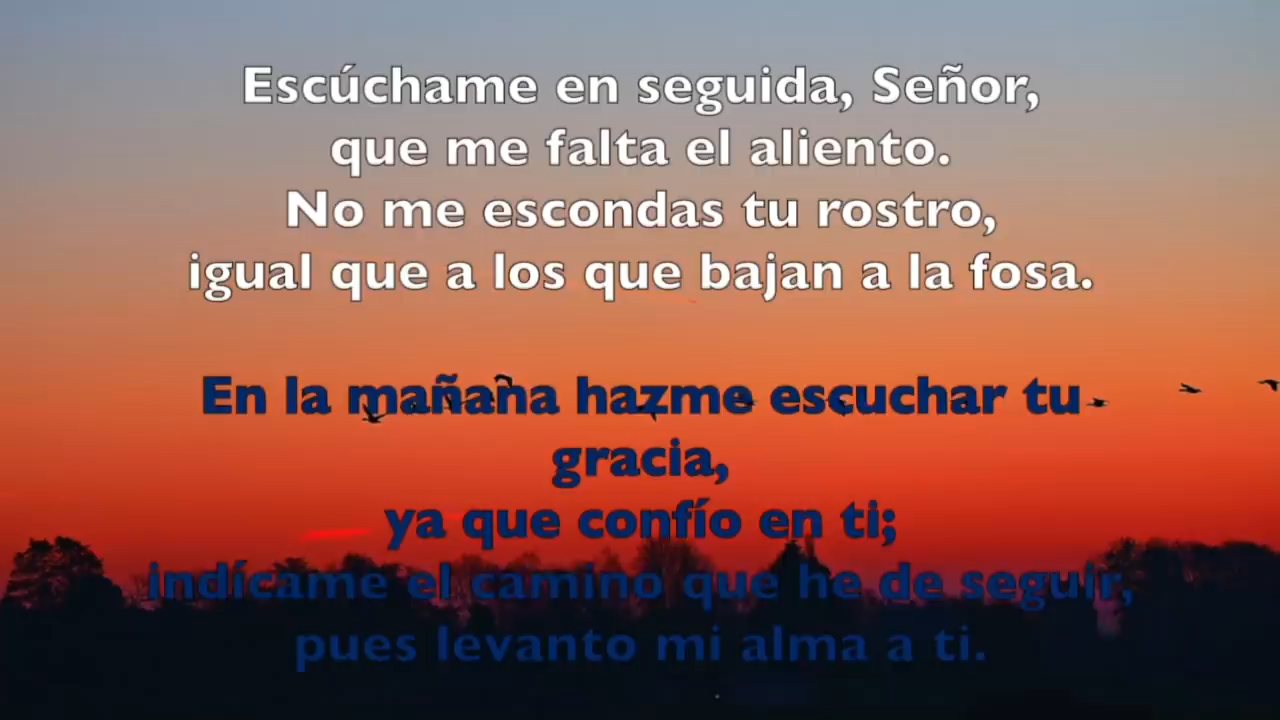 Escúchame en seguida, Señor,
que me falta el aliento.
No me escondas tu rostro,
igual que a los que bajan a la fosa.
En la mañana hazme escuchar tu
gracia,
ya que confío en ti;
indícame el camino que he de seguir,
pues levanto mi alma a ti.